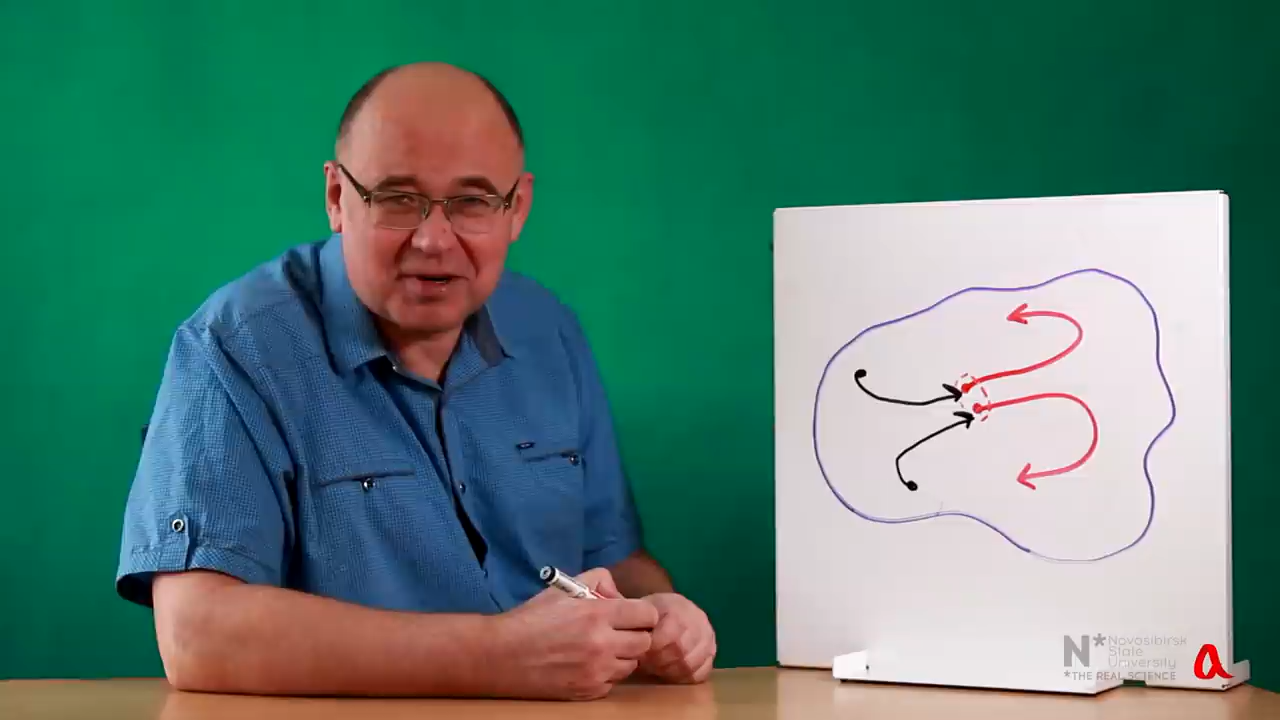 N*
Novosibirsk
State
University
*THE REAL SCIENCE
a